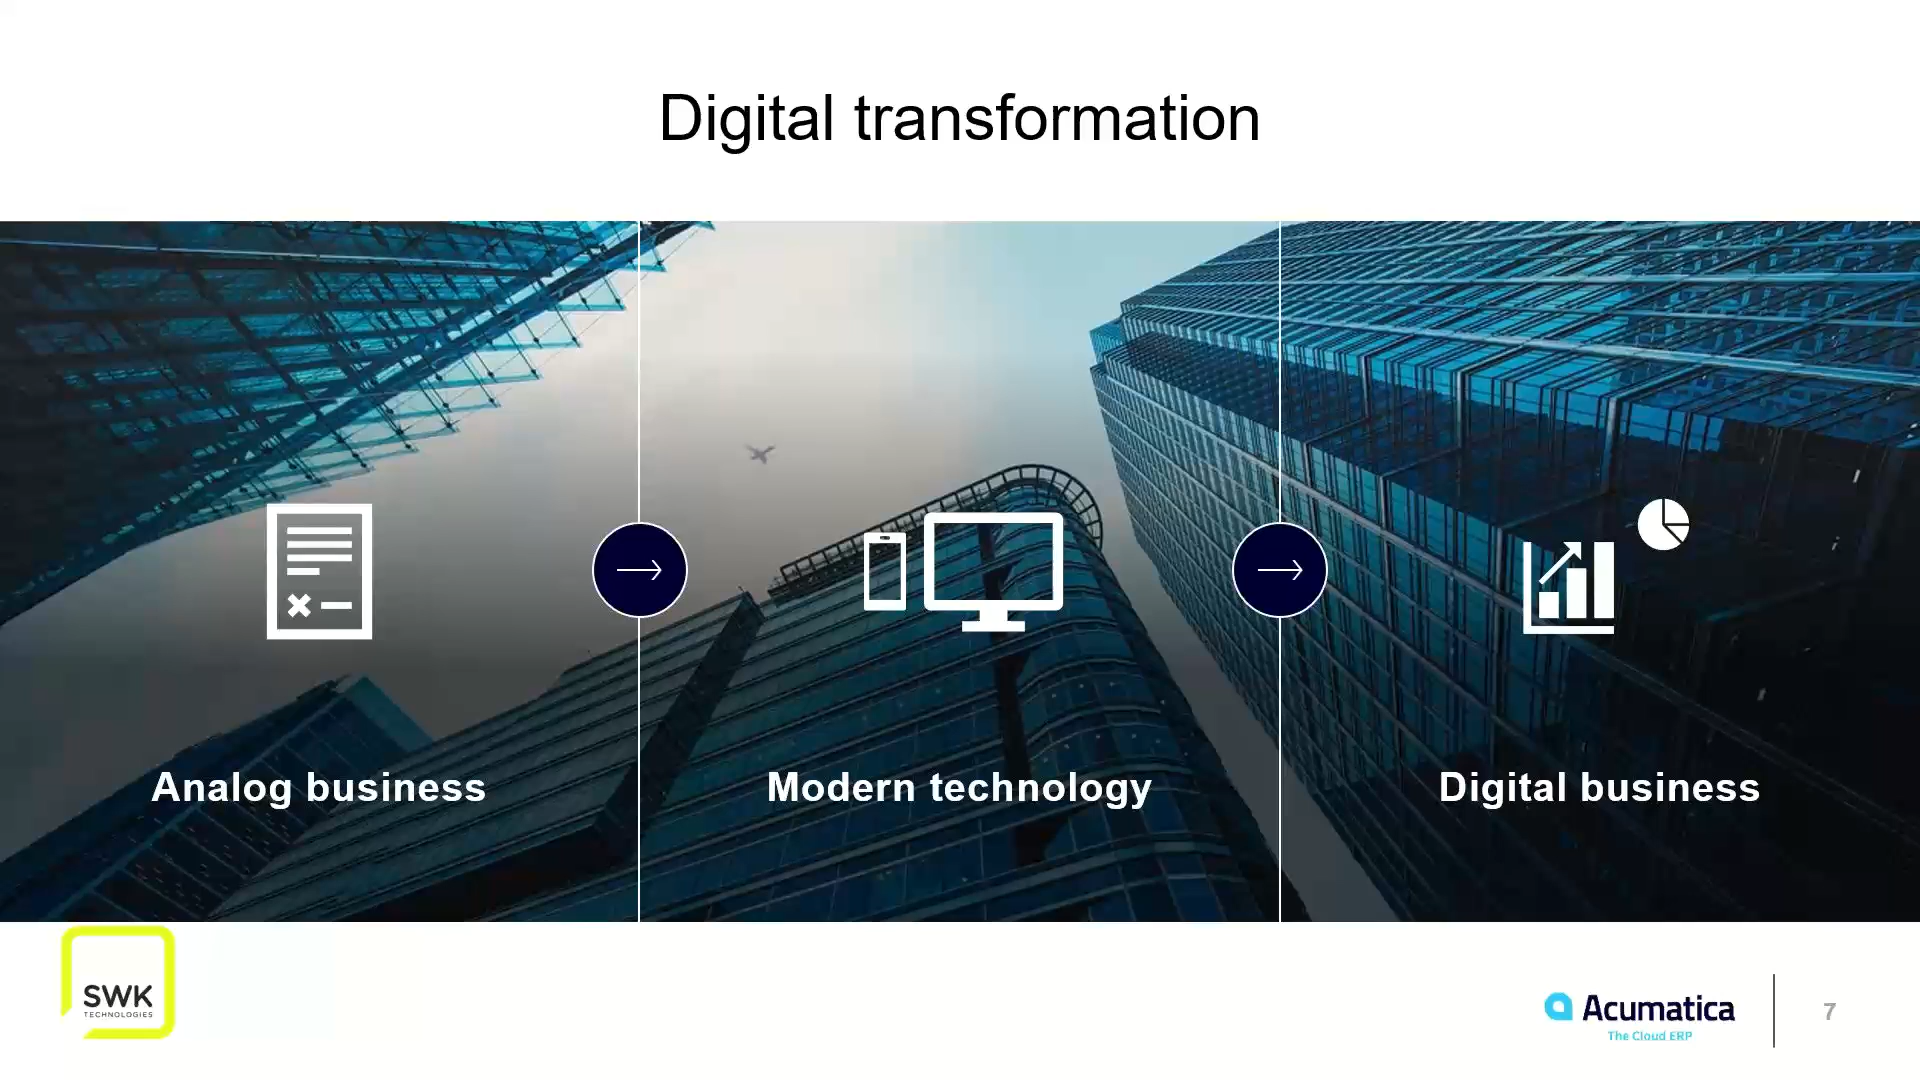 Digital transformation
Analog business
Modern technology
Digital business
SWK
TECHNOLOGIES
Acumatica
The Cloud ERP
7